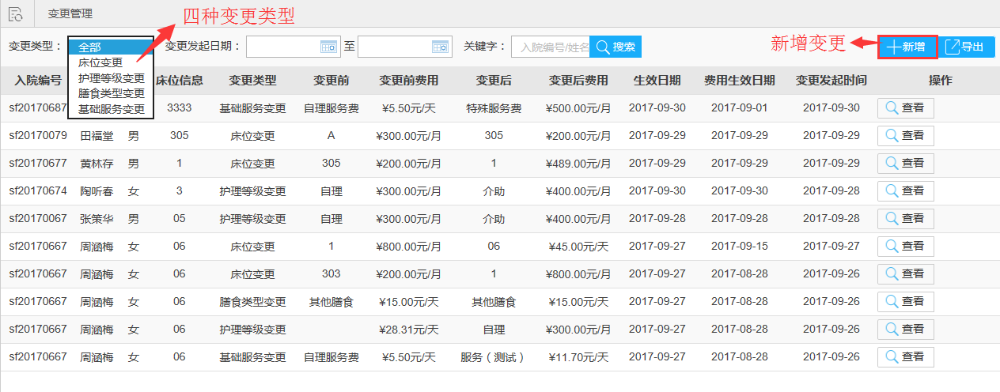 变更管理
四种变更类型
变更类型： 全部 变更发起日期： 至 关键字： 入院编号/姓名 搜索 新增变更 新增 导出
床位变更
护理等级变更
膳食类型变更
基础服务变更
入院编号 床位信息 变更类型 变更前 变更前费用 变更后 变更后费用 生效日期 费用生效日期 变更发起时间 操作
sf20170687 3333 基础服务变更 自理服务费 ¥5.50元/天 特殊服务费 ¥500.00元/月 2017-09-30 2017-09-01 2017-09-30 查看
sf20170079 田福堂 男 305 床位变更 A ¥300.00元/月 305 ¥200.00元/月 2017-09-29 2017-09-29 2017-09-29 查看
sf20170677 黄林存 男 1 床位变更 305 ¥200.00元/月 1 ¥489.00元/月 2017-09-29 2017-09-29 2017-09-29 查看
sf20170674 陶听春 女 3 护理等级变更 自理 ¥300.00元/月 介助 ¥400.00元/月 2017-09-30 2017-09-30 2017-09-28 查看
sf20170067 张策华 男 05 护理等级变更 自理 ¥300.00元/月 介助 ¥400.00元/月 2017-09-28 2017-09-28 2017-09-28 查看
sf20170667 周涵梅 女 06 床位变更 1 ¥800.00元/月 06 ¥45.00元/天 2017-09-27 2017-09-15 2017-09-27 查看
sf20170667 周涵梅 女 06 床位变更 303 ¥200.00元/月 1 ¥800.00元/月 2017-09-27 2017-08-28 2017-09-26 查看
sf20170667 周涵梅 女 06 膳食类型变更 其他膳食 ¥15.00元/天 其他膳食 ¥15.00元/天 2017-09-27 2017-08-28 2017-09-26 查看
sf20170667 周涵梅 女 06 护理等级变更 ¥28.31元/天 自理 ¥300.00元/月 2017-09-27 2017-08-28 2017-09-26 查看
sf20170667 周涵梅 女 06 基础服务变更 自理服务费 ¥5.50元/天 服务（测试） ¥11.70元/天 2017-09-27 2017-08-28 2017-09-26 查看